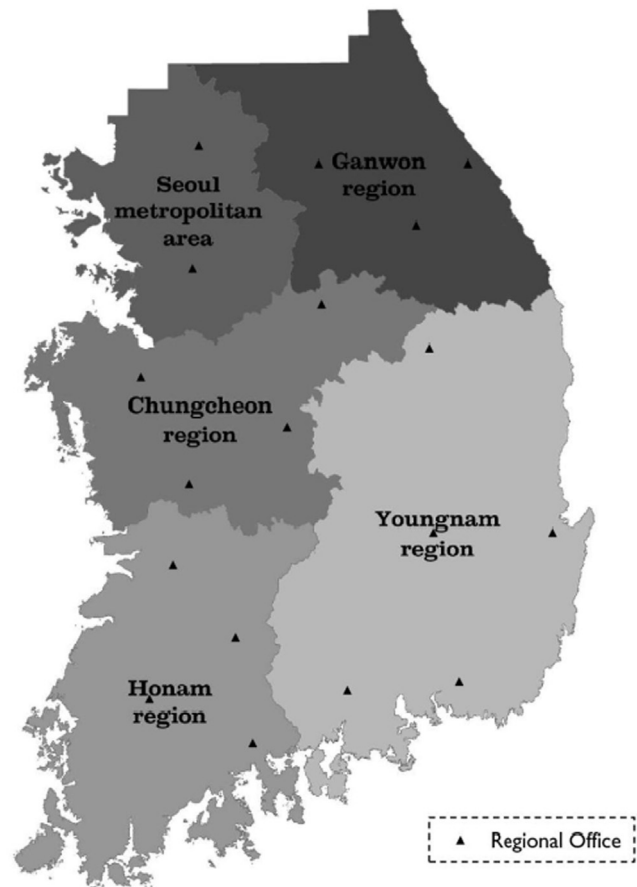 Ganwon
region
Seoul
metropolitan
area
Chungcheon
region
Youngnam
region
Honam
region
Regional Office